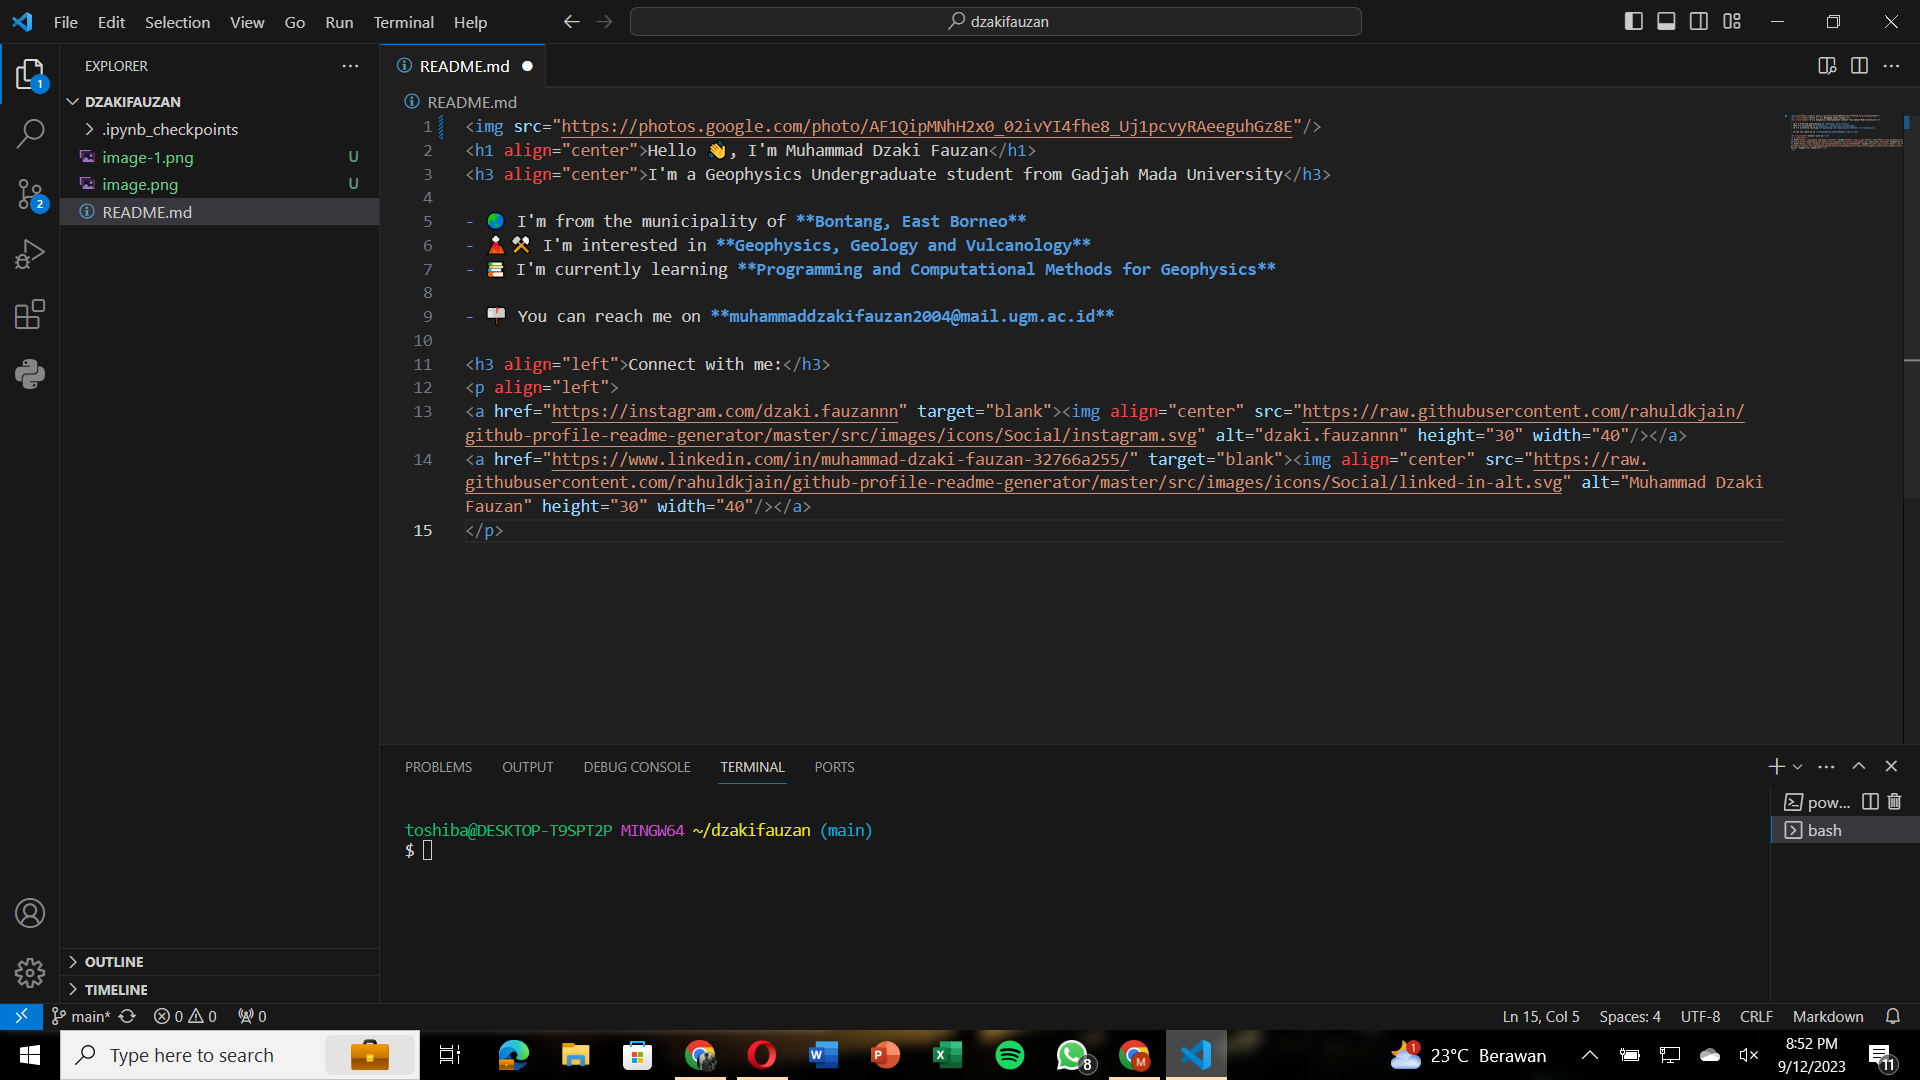 File Edit Selection View Go Run Terminal Help
dzakifauzan
EXPLORER
DZAKIFAUZAN
.ipynb_checkpoints
image-1.png U
image.png U
README.md
1
2
README.md
README.md
1 <img src="https://photos.google.com/photo/AF1QipMNhH2x0_02ivYI4fhe8_Uj1pcvyRAeeguhGz8E"/>
2 <h1 align="center">Hello 👋, I'm Muhammad Dzaki Fauzan</h1>
3 <h3 align="center">I'm a Geophysics Undergraduate student from Gadjah Mada University</h3>
4
5 - 🌏 I'm from the municipality of **Bontang, East Borneo**
6 - 🌋⚒️ I'm interested in **Geophysics, Geology and Vulcanology**
7 - 📚 I'm currently learning **Programming and Computational Methods for Geophysics**
8
9 - 📫 You can reach me on **muhammaddzakifauzan2004@mail.ugm.ac.id**
10
11 <h3 align="left">Connect with me:</h3>
12 <p align="left">
13 <a href="https://instagram.com/dzaki.fauzannn" target="blank"><img align="center" src="https://raw.githubusercontent.com/rahuldkjain/
github-profile-readme-generator/master/src/images/icons/Social/instagram.svg" alt="dzaki.fauzannn" height="30" width="40"/></a>
14 <a href="https://www.linkedin.com/in/muhammad-dzaki-fauzan-32766a255/" target="blank"><img align="center" src="https://raw.
githubusercontent.com/rahuldkjain/github-profile-readme-generator/master/src/images/icons/Social/linked-in-alt.svg" alt="Muhammad Dzaki
Fauzan" height="30" width="40"/></a>
15 </p>
PROBLEMS OUTPUT DEBUG CONSOLE TERMINAL PORTS
pow...
bash
toshiba@DESKTOP-T9SPT2P MINGW64 ~/dzakifauzan (main)
$
OUTLINE
TIMELINE
main* 0 0 0
Ln 15, Col 5 Spaces: 4 UTF-8 CRLF Markdown
Type here to search
8
1
23°C Berawan
8:52 PM
9/12/2023
11